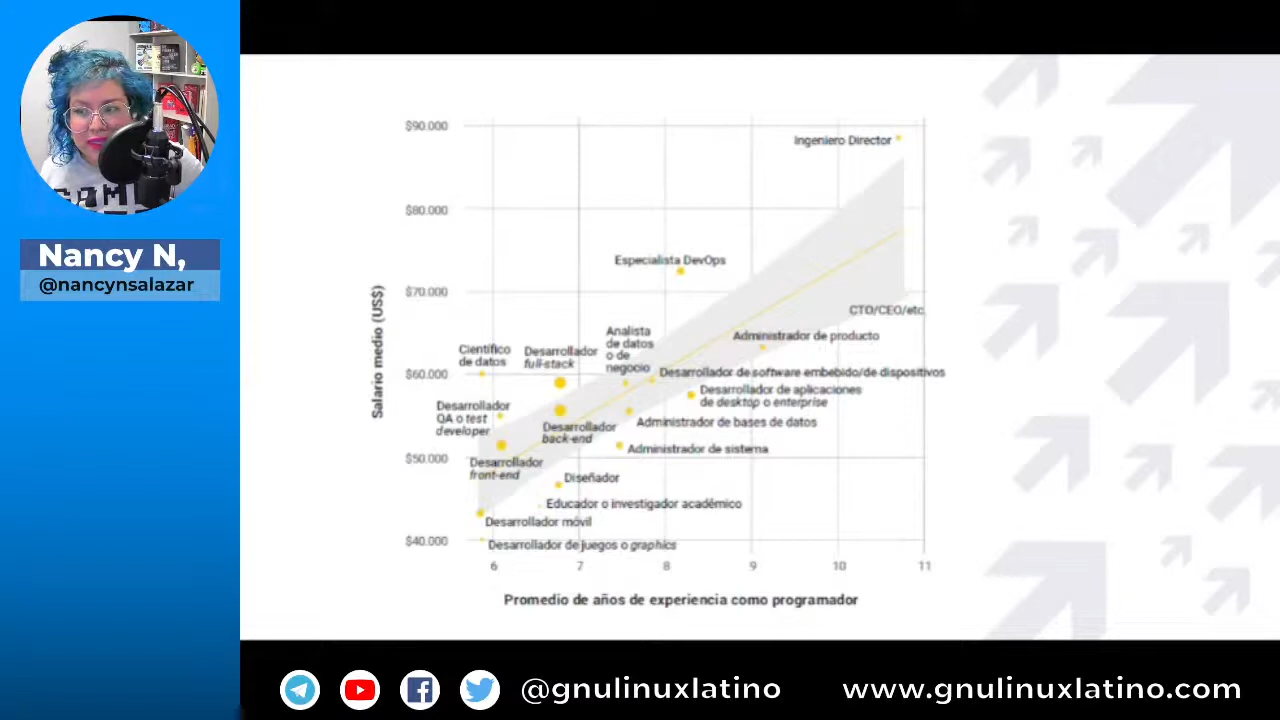 Nancy N,
@nancynsalazar
$90.000
$80.000
$70.000
$60.000
$50.000
$40.000
Salario medio (US$)
Ingeniero Director
Especialista DevOps
CTO/CEO/etc
Administrador de producto
Analista
de datos
o de
negocio
Científico
de datos
Desarrollador
full-stack
Desarrollador de software embebido/de dispositivos
Desarrollador de aplicaciones
de desktop o enterprise
Desarrollador
QA o test
developer
Administrador de bases de datos
Desarrollador
back-end
Administrador de sistema
Desarrollador
front-end
Diseñador
Educador o investigador académico
Desarrollador móvil
Desarrollador de juegos o graphics
6 7 8 9 10 11
Promedio de años de experiencia como programador
@gnulinuxlatino
www.gnulinuxlatino.com